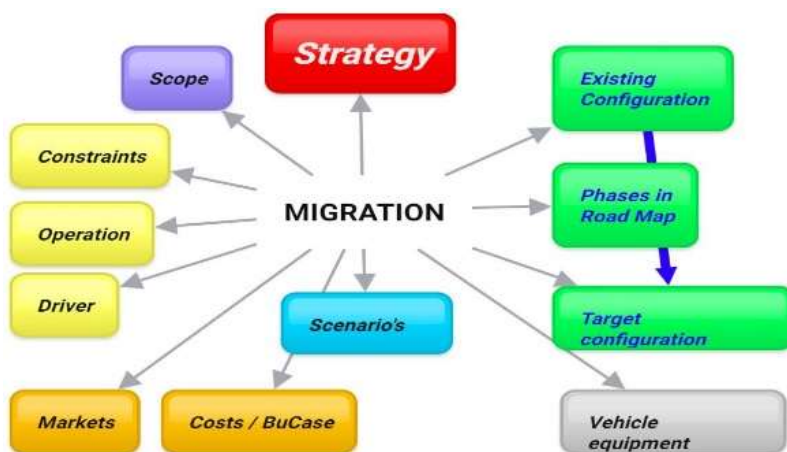 Strategy
Scope
Existing
Configuration
Constraints
Phases in
Road Map
MIGRATION
Operation
Driver
Scenario's
Target
configuration
Markets
Costs / BuCase
Vehicle
equipment